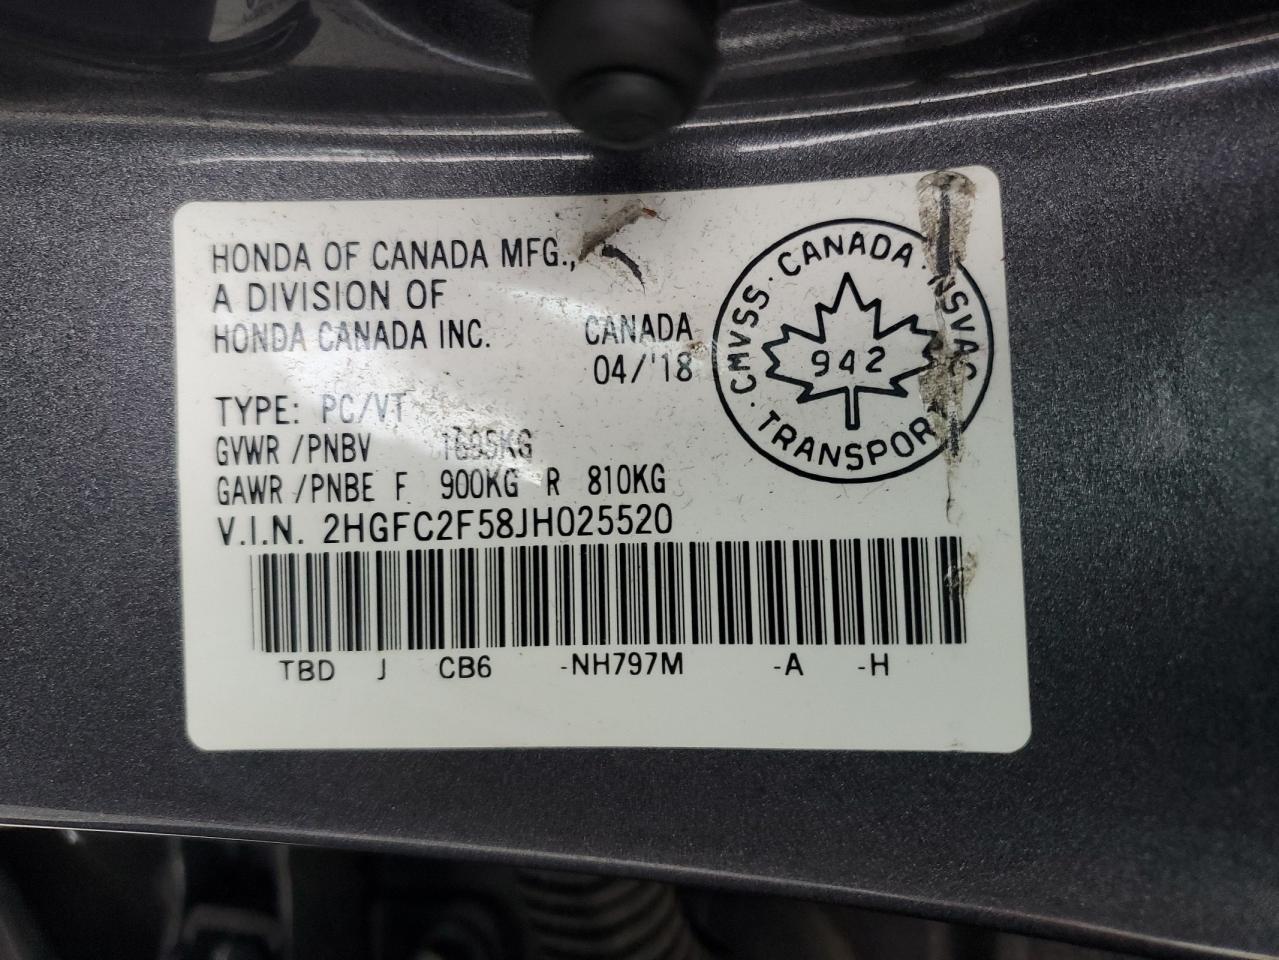 HONDA OF CANADA MFG.,
A DIVISION OF
HONDA CANADA INC. CANADA
04/'18
TYPE: PC/VT
GVWR/PNBV 1695KG
GAWR/PNBE F 900KG R 810KG
V.I.N. 2HGFC2F58JH025520
TBD J CB6 -NH797M -A -H
CMVSS · CANADA · NSVAC
942
· TRANSPORT